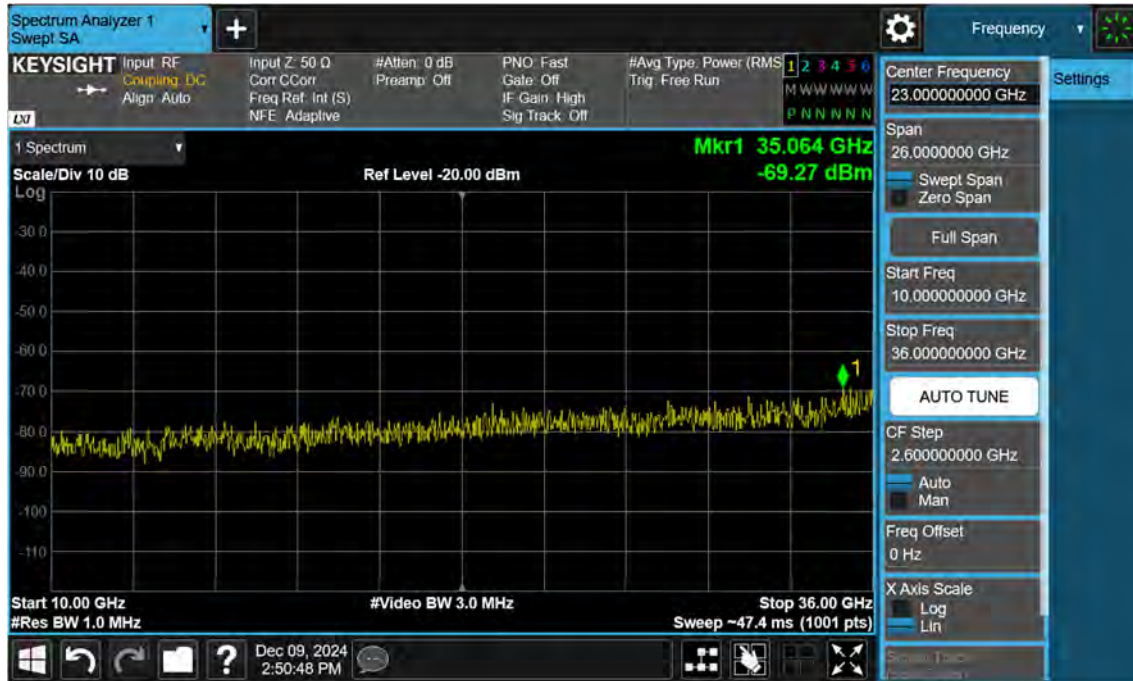 Spectrum Analyzer 1
Swept SA
Frequency
KEYSIGHT
Input: RF
Coupling: DC
Align: Auto
Input Z: 50 Ω
Corr CCorr
Freq Ref: Int (S)
NFE: Adaptive
#Atten: 0 dB
Preamp: Off
PNO: Fast
Gate: Off
IF Gain: High
Sig Track: Off
#Avg Type: Power (RMS
Trig: Free Run
1 2 3 4 5 6
M W W W W W
P N N N N N
LXI
1 Spectrum
Scale/Div 10 dB
Ref Level -20.00 dBm
Mkr1 35.064 GHz
-69.27 dBm
Log
-30.0
-40.0
-50.0
-60.0
-70.0
-80.0
-90.0
-100
-110
1
Start 10.00 GHz
#Video BW 3.0 MHz
Stop 36.00 GHz
#Res BW 1.0 MHz
Sweep ~47.4 ms (1001 pts)
Dec 09, 2024
2:50:48 PM
Center Frequency
23.000000000 GHz
Settings
Span
26.0000000 GHz
Swept Span
Zero Span
Full Span
Start Freq
10.000000000 GHz
Stop Freq
36.000000000 GHz
AUTO TUNE
CF Step
2.600000000 GHz
Auto
Man
Freq Offset
0 Hz
X Axis Scale
Log
Lin